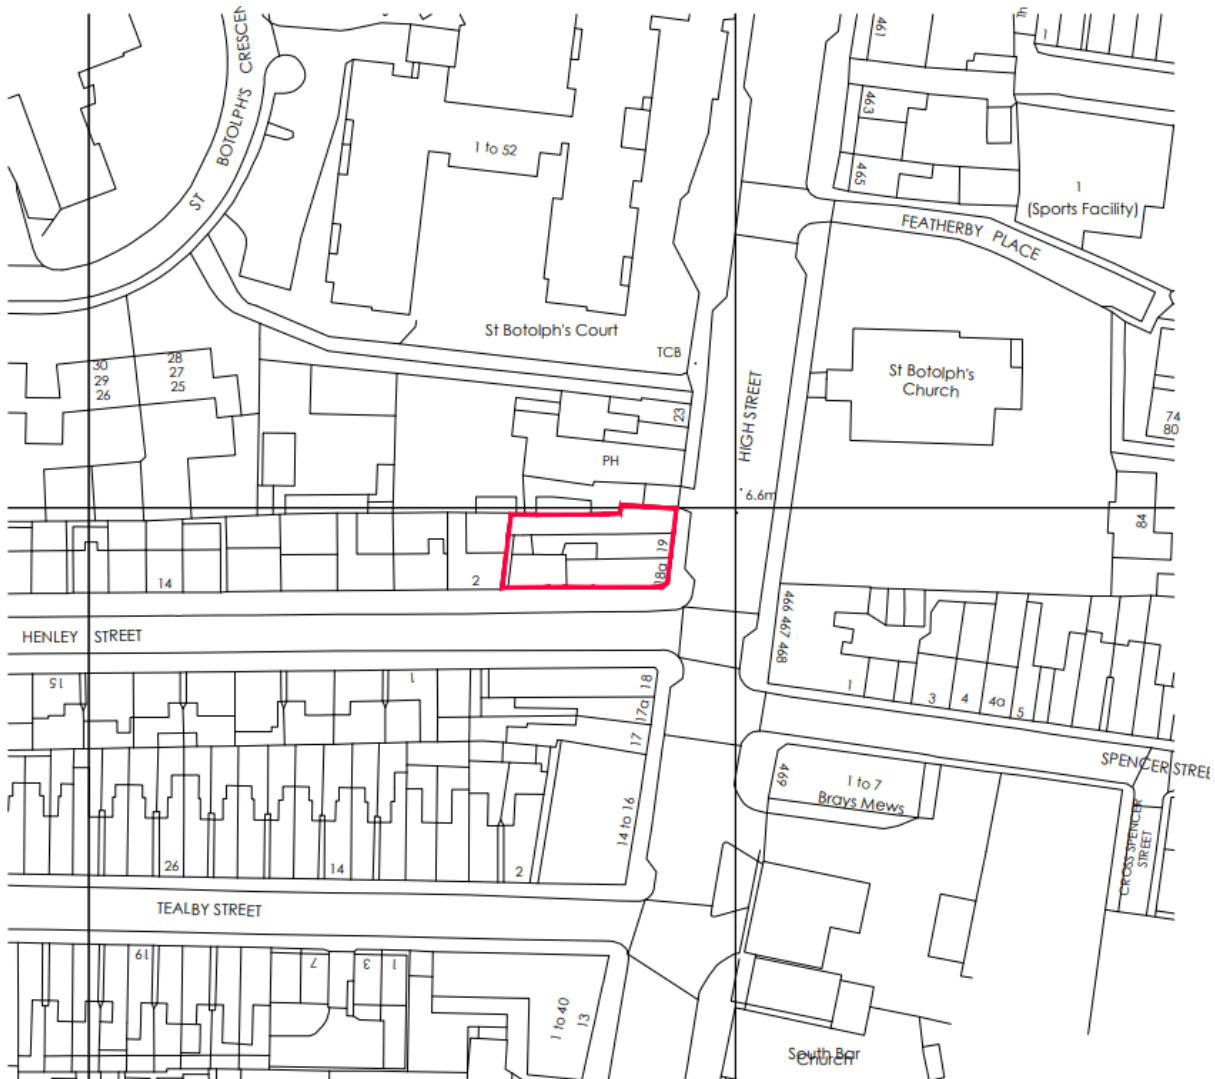 461
1
ST BOTOLPH'S CRESCEN
463
1 to 52
465
1
(Sports Facility)
FEATHERBY PLACE
St Botolph's Court
TCB
30
29
26
28
27
25
HIGH STREET
St Botolph's
Church
23
74
80
PH
6.6m
84
19
18a
14
2
HENLEY STREET
466 467 468
15
1
18
17a
17
1
3
4
4a
5
SPENCER STREE
469
1 to 7
Brays Mews
14 to 16
CROSS SPENCER
STREET
26
14
2
TEALBY STREET
19
7
3
1
1 to 40
13
South Bar
Church